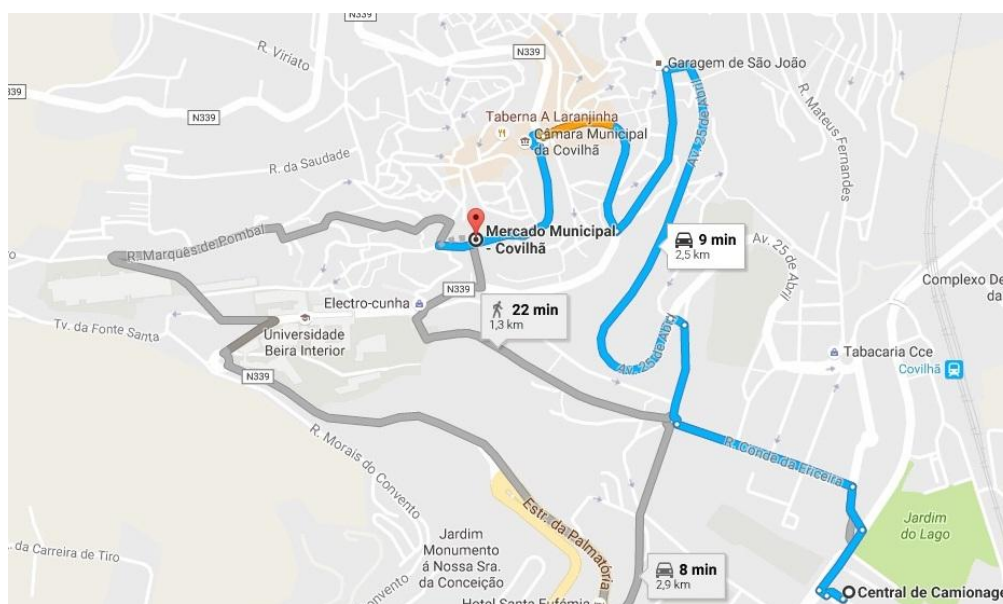 N339
R. Viriato
Garagem de São João
339
R. Mateus Fernandes
N339
Taberna A Laranjinha
Câmara Municipal
da Covilhã
Av. 25 de Abril
R. da Saudade
Mercado Municipal
- Covilhã
9 min
2,5 km
Av. 25 de Abril
R. Marquês de Pombal
N339
Complexo De
da
Electro-cunha
22 min
1,3 km
Tv. da Fonte Santa
Universidade
Beira Interior
Av. 25 de Abril
Tabacaria Cce
Covilhã
N339
R. Morais do Convento
R. Conde da Ericeira
Estr. da Palmatória
Jardim
do Lago
. da Carreira de Tiro
Jardim
Monumento
á Nossa Sra.
da Conceição
8 min
2,9 km
Central de Camionage
Hotel Santa Eufémia